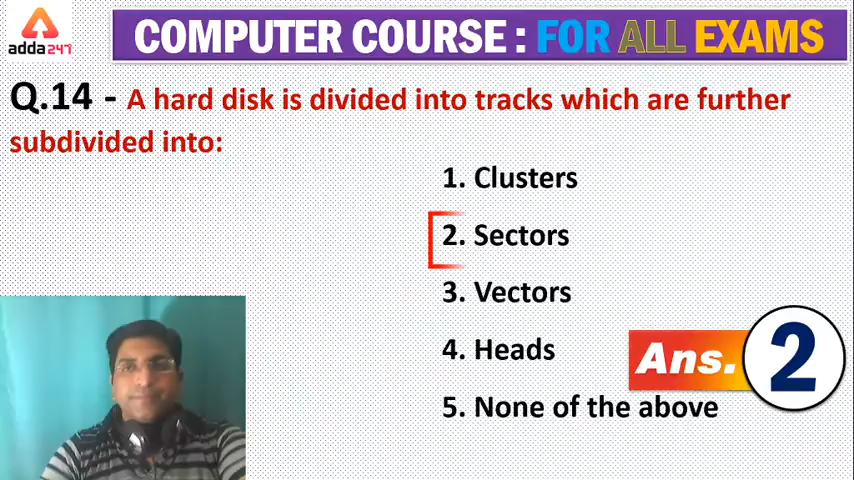 adda247
COMPUTER COURSE : FOR ALL EXAMS
Q.14 - A hard disk is divided into tracks which are further
subdivided into:
1. Clusters
2. Sectors
3. Vectors
4. Heads
Ans. 2
5. None of the above